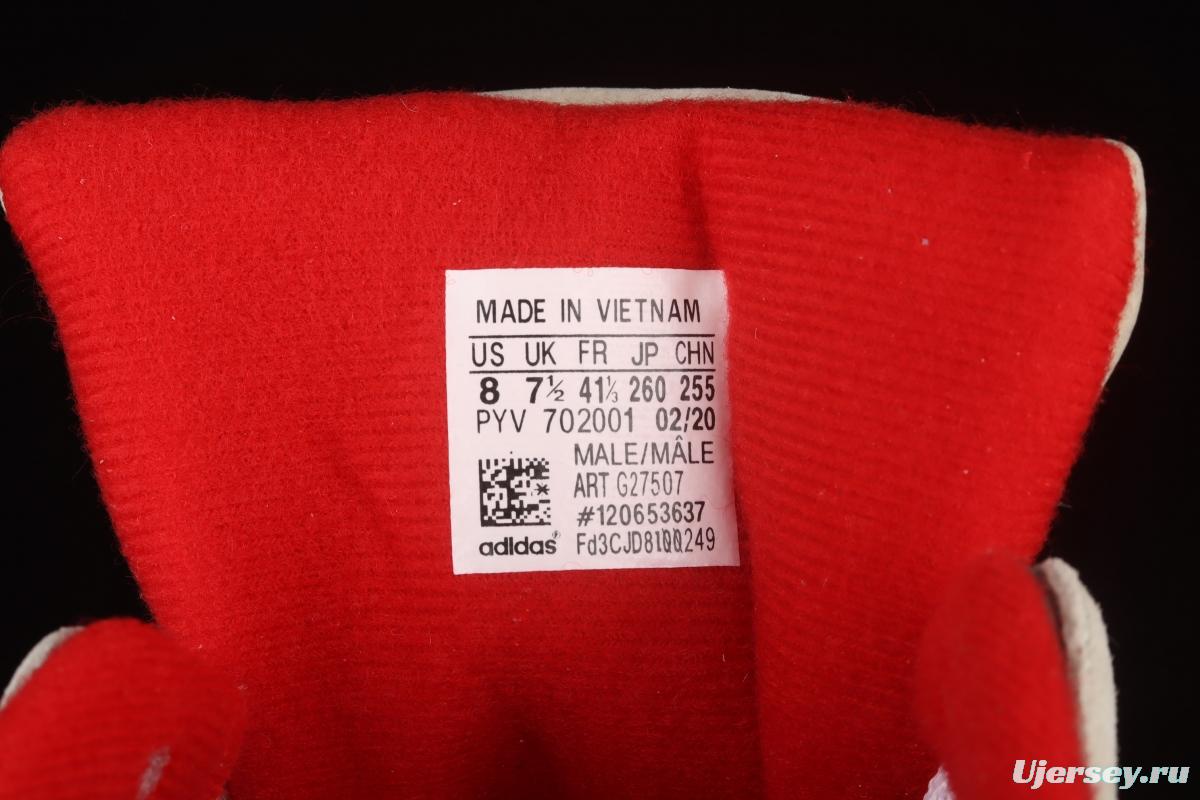 MADE IN VIETNAM
US UK FR JP CHN
8 7½ 41⅓ 260 255
PYV 702001 02/20
MALE/MÂLE
ART G27507
#120653637
adidas
Ujersey.ru